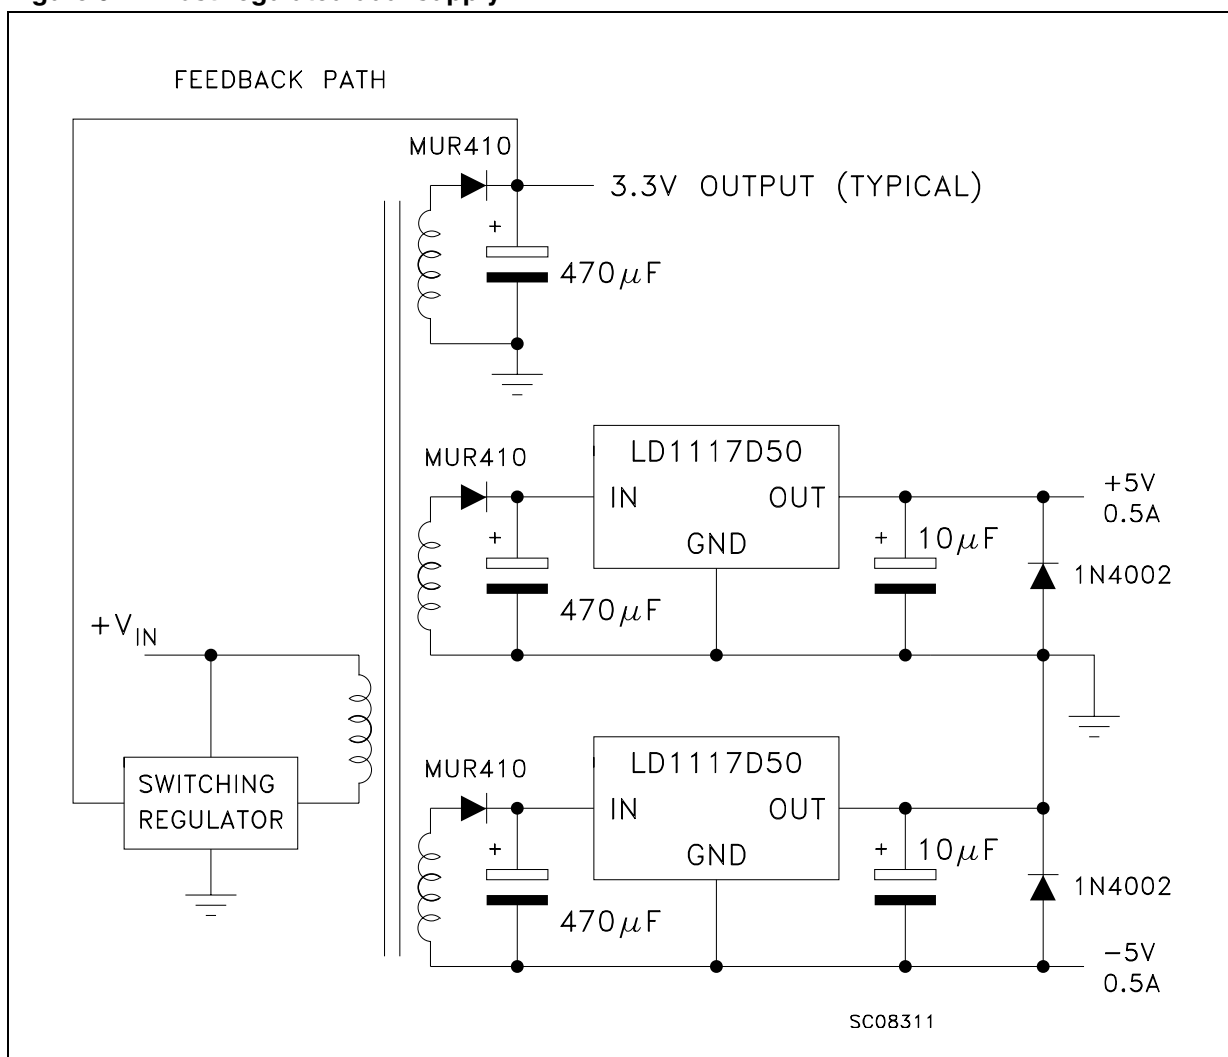 FEEDBACK PATH
MUR410
3.3V OUTPUT (TYPICAL)
+
470μF
LD1117D50
MUR410
IN
OUT
+5V
0.5A
GND
+
470μF
+
10μF
1N4002
+VIN
SWITCHING
REGULATOR
LD1117D50
MUR410
IN
OUT
GND
+
470μF
+
10μF
1N4002
−5V
0.5A
SC08311